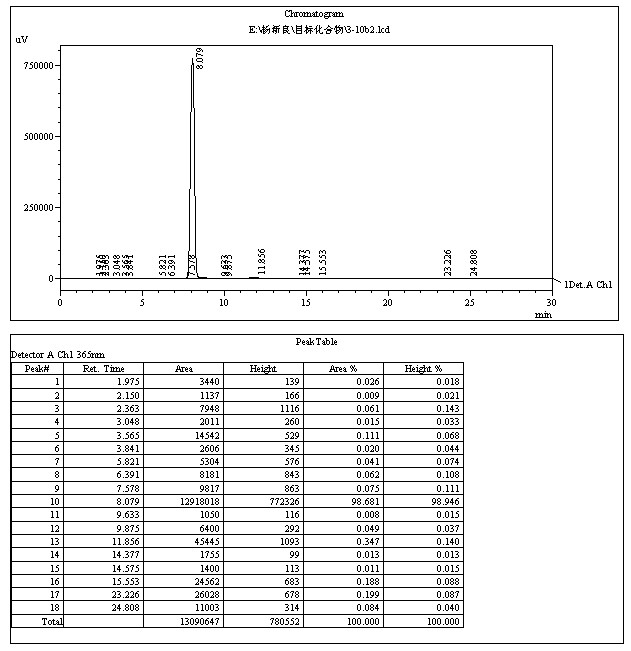 Chromatogram
E:\杨新良\目标化合物\3-10b2.lcd
uV
750000
500000
250000
0
1.975
2.150
2.363
3.048
3.565
3.841
5.821
6.391
7.578
8.079
9.633
9.875
11.856
14.377
14.575
15.553
23.226
24.808
0 5 10 15 20 25 30
1Det.A Ch1
min
Peak Table
Detector A Ch1 365nm
Peak# Ret. Time Area Height Area % Height %
1 1.975 3440 139 0.026 0.018
2 2.150 1137 166 0.009 0.021
3 2.363 7948 1116 0.061 0.143
4 3.048 2011 260 0.015 0.033
5 3.565 14542 529 0.111 0.068
6 3.841 2606 345 0.020 0.044
7 5.821 5304 576 0.041 0.074
8 6.391 8181 843 0.062 0.108
9 7.578 9817 863 0.075 0.111
10 8.079 12918018 772326 98.681 98.946
11 9.633 1050 116 0.008 0.015
12 9.875 6400 292 0.049 0.037
13 11.856 45445 1093 0.347 0.140
14 14.377 1755 99 0.013 0.013
15 14.575 1400 113 0.011 0.015
16 15.553 24562 683 0.188 0.088
17 23.226 26028 678 0.199 0.087
18 24.808 11003 314 0.084 0.040
Total 13090647 780552 100.000 100.000